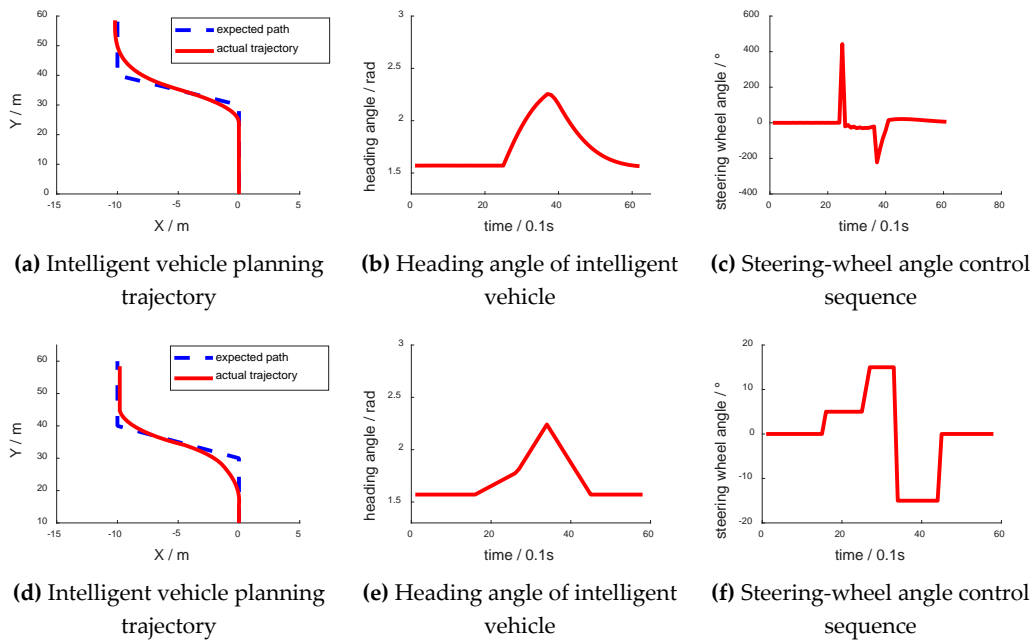 60
50
40
30
20
10
0
-15
-10
-5
0
5
Y / m
X / m
expected path
actual trajectory
3
2.5
2
1.5
0
20
40
60
heading angle / rad
time / 0.1s
600
400
200
0
-200
-400
0
20
40
60
80
steering wheel angle / °
time / 0.1s
(a) Intelligent vehicle planning
trajectory
(b) Heading angle of intelligent
vehicle
(c) Steering-wheel angle control
sequence
60
50
40
30
20
10
-15
-10
-5
0
5
Y / m
X / m
expected path
actual trajectory
3
2.5
2
1.5
0
20
40
60
heading angle / rad
time / 0.1s
20
10
0
-10
-20
0
20
40
60
steering wheel angle / °
time / 0.1s
(d) Intelligent vehicle planning
trajectory
(e) Heading angle of intelligent
vehicle
(f) Steering-wheel angle control
sequence